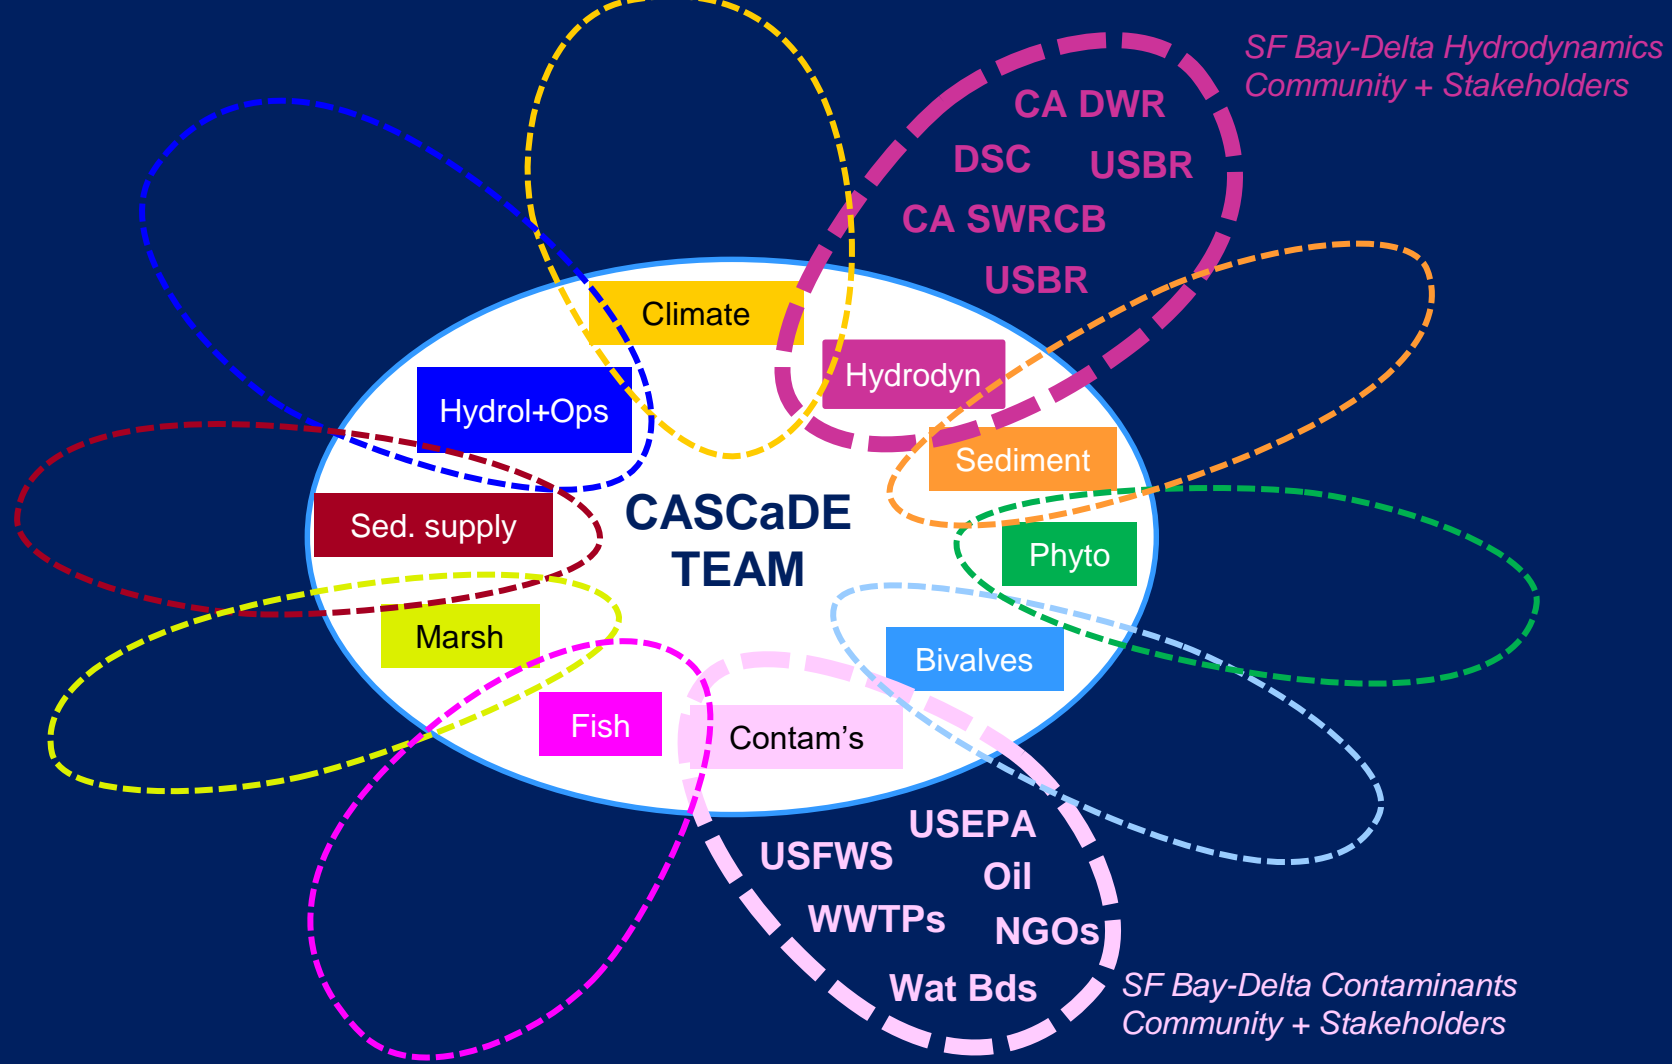 SF Bay-Delta Hydrodynamics
Community + Stakeholders
CA DWR
DSC
USBR
CA SWRCB
USBR
Climate
Hydrodyn
Hydrol+Ops
Sediment
CASCaDE
TEAM
Sed. supply
Phyto
Marsh
Bivalves
Fish
Contam’s
USEPA
USFWS
Oil
WWTPs
NGOs
Wat Bds
SF Bay-Delta Contaminants
Community + Stakeholders